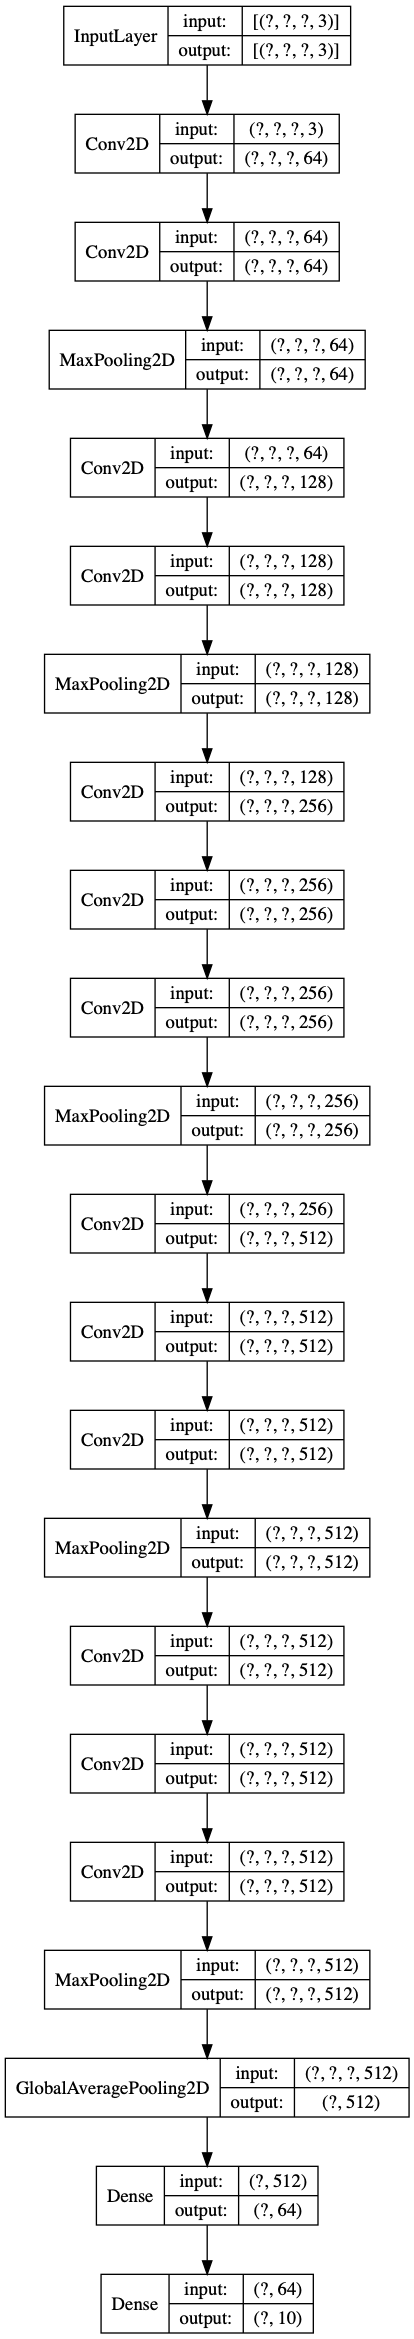 InputLayer
input: [(?, ?, ?, 3)]
output: [(?, ?, ?, 3)]
Conv2D
input: (?, ?, ?, 3)
output: (?, ?, ?, 64)
Conv2D
input: (?, ?, ?, 64)
output: (?, ?, ?, 64)
MaxPooling2D
input: (?, ?, ?, 64)
output: (?, ?, ?, 64)
Conv2D
input: (?, ?, ?, 64)
output: (?, ?, ?, 128)
Conv2D
input: (?, ?, ?, 128)
output: (?, ?, ?, 128)
MaxPooling2D
input: (?, ?, ?, 128)
output: (?, ?, ?, 128)
Conv2D
input: (?, ?, ?, 128)
output: (?, ?, ?, 256)
Conv2D
input: (?, ?, ?, 256)
output: (?, ?, ?, 256)
Conv2D
input: (?, ?, ?, 256)
output: (?, ?, ?, 256)
MaxPooling2D
input: (?, ?, ?, 256)
output: (?, ?, ?, 256)
Conv2D
input: (?, ?, ?, 256)
output: (?, ?, ?, 512)
Conv2D
input: (?, ?, ?, 512)
output: (?, ?, ?, 512)
Conv2D
input: (?, ?, ?, 512)
output: (?, ?, ?, 512)
MaxPooling2D
input: (?, ?, ?, 512)
output: (?, ?, ?, 512)
Conv2D
input: (?, ?, ?, 512)
output: (?, ?, ?, 512)
Conv2D
input: (?, ?, ?, 512)
output: (?, ?, ?, 512)
Conv2D
input: (?, ?, ?, 512)
output: (?, ?, ?, 512)
MaxPooling2D
input: (?, ?, ?, 512)
output: (?, ?, ?, 512)
GlobalAveragePooling2D
input: (?, ?, ?, 512)
output: (?, 512)
Dense
input: (?, 512)
output: (?, 64)
Dense
input: (?, 64)
output: (?, 10)